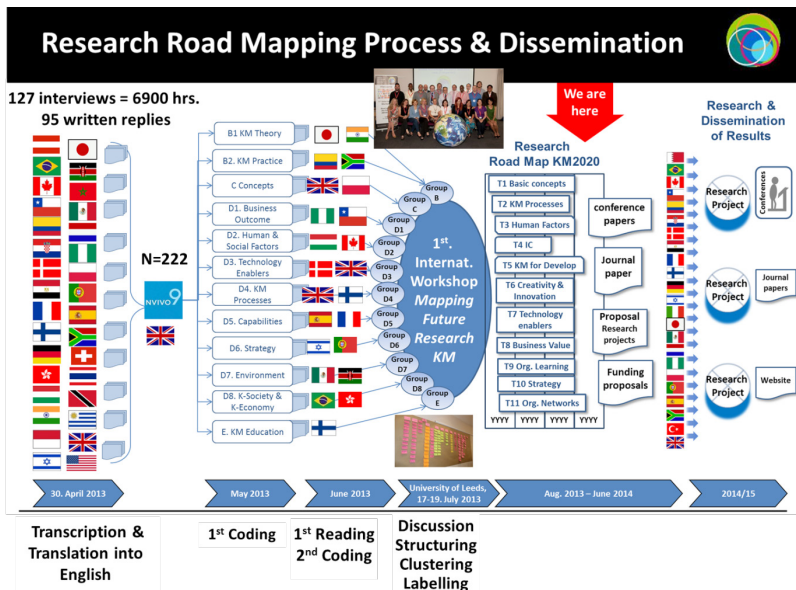 Research Road Mapping Process & Dissemination
127 interviews = 6900 hrs.
95 written replies
N=222
NVIVO 9
B1 KM Theory
B2. KM Practice
C Concepts
D1. Business
Outcome
D2. Human &
Social Factors
D3. Technology
Enablers
D4. KM
Processes
D5. Capabilities
D6. Strategy
D7. Environment
D8. K-Society &
K-Economy
E. KM Education
Group
B
Group
C
Group
D1
Group
D2
Group
D3
Group
D4
Group
D5
Group
D6
Group
D7
Group
D8
Group
E
1st.
Internat.
Workshop
Mapping
Future
Research
KM
We are
here
Research
Road Map KM2020
T1 Basic concepts
T2 KM Processes
T3 Human Factors
T4 IC
T5 KM for Develop
T6 Creativity &
Innovation
T7 Technology
enablers
T8 Business Value
T9 Org. Learning
T10 Strategy
T11 Org. Networks
YYYY YYYY YYYY YYYY
conference
papers
Journal
paper
Proposal
Research
projects
Funding
proposals
Research &
Dissemination
of Results
Research
Project
Conferences
Research
Project
Journal
papers
Research
Project
Website
30. April 2013
May 2013
June 2013
University of Leeds,
17-19. July, 2013
Aug. 2013 – June 2014
2014/15
Transcription &
Translation into
English
1st Coding
1st Reading
2nd Coding
Discussion
Structuring
Clustering
Labelling